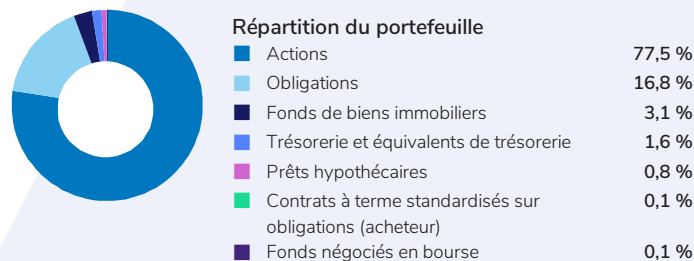 Répartition du portefeuille
Actions 77,5 %
Obligations 16,8 %
Fonds de biens immobiliers 3,1 %
Trésorerie et équivalents de trésorerie 1,6 %
Prêts hypothécaires 0,8 %
Contrats à terme standardisés sur 0,1 %
obligations (acheteur)
Fonds négociés en bourse 0,1 %